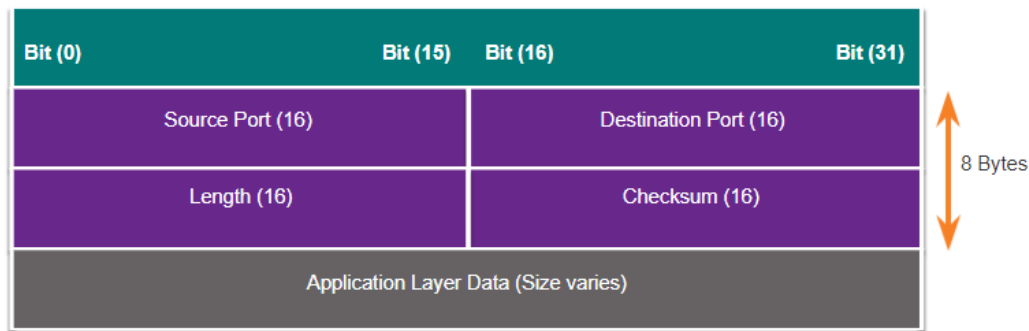 Bit (0) Bit (15) Bit (16) Bit (31)
Source Port (16) Destination Port (16)
8 Bytes
Length (16) Checksum (16)
Application Layer Data (Size varies)